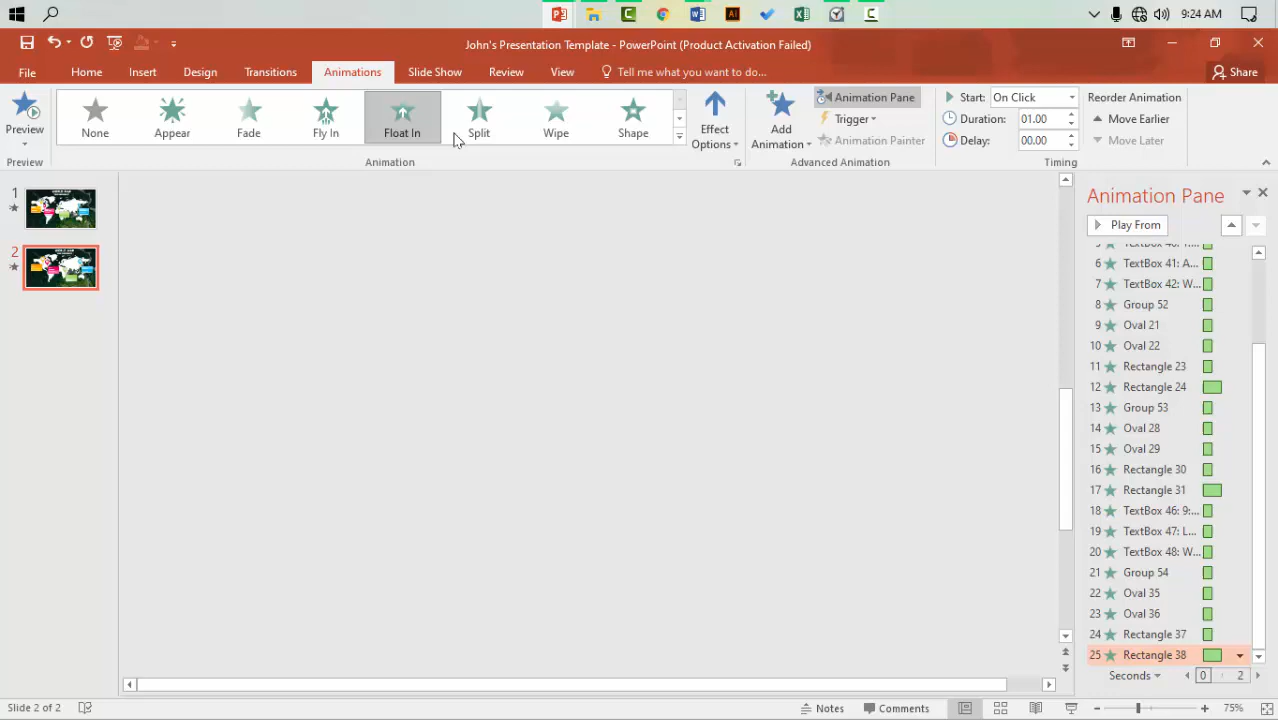 9:24 AM
John's Presentation Template - PowerPoint (Product Activation Failed)
File Home Insert Design Transitions Animations Slide Show Review View Tell me what you want to do... Share
Preview
None Appear Fade Fly In Float In Split Wipe Shape
Effect Options
Add Animation
Animation Pane
Trigger
Animation Painter
Start: On Click
Duration: 01.00
Delay: 00.00
Reorder Animation
Move Earlier
Move Later
Preview Animation Advanced Animation Timing
1
2
Animation Pane
Play From
6 TextBox 41: A...
7 TextBox 42: W...
8 Group 52
9 Oval 21
10 Oval 22
11 Rectangle 23
12 Rectangle 24
13 Group 53
14 Oval 28
15 Oval 29
16 Rectangle 30
17 Rectangle 31
18 TextBox 46: 9:...
19 TextBox 47: L...
20 TextBox 48: W...
21 Group 54
22 Oval 35
23 Oval 36
24 Rectangle 37
25 Rectangle 38
Seconds 0 2
Slide 2 of 2 Notes Comments 75%